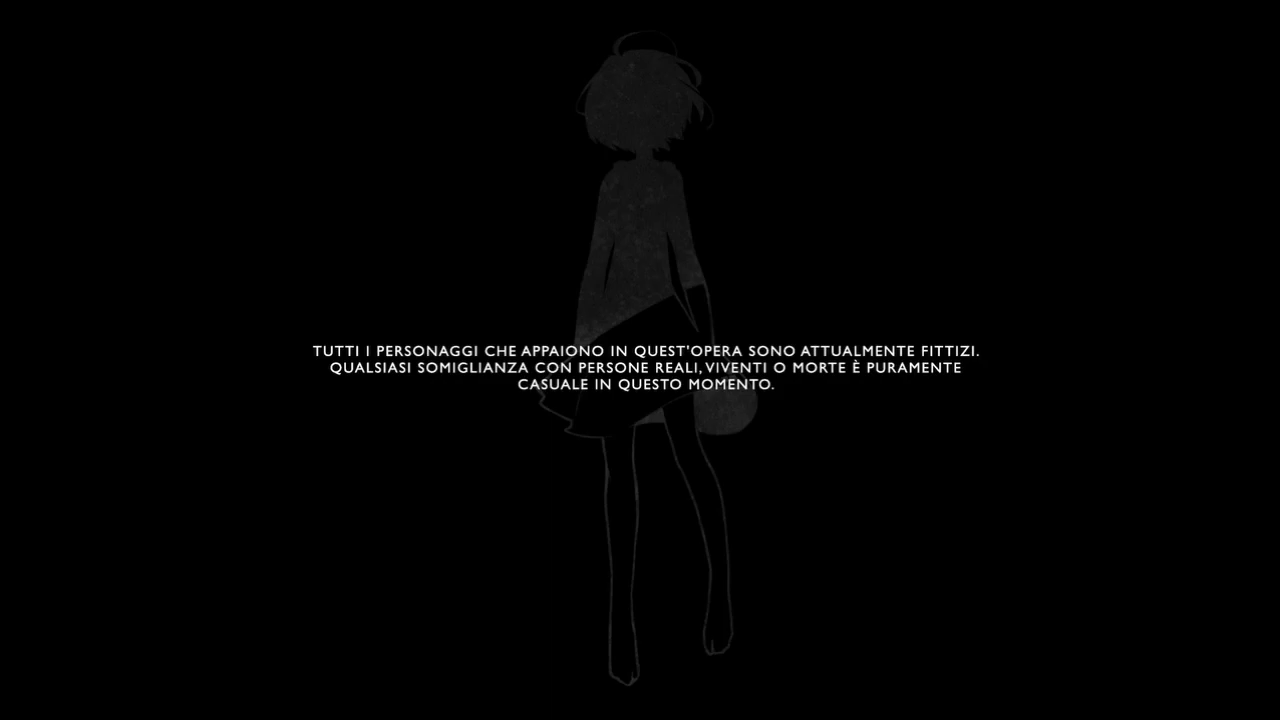 TUTTI I PERSONAGGI CHE APPAIONO IN QUEST'OPERA SONO ATTUALMENTE FITTIZI.
QUALSIASI SOMIGLIANZA CON PERSONE REALI, VIVENTI O MORTE È PURAMENTE
CASUALE IN QUESTO MOMENTO.